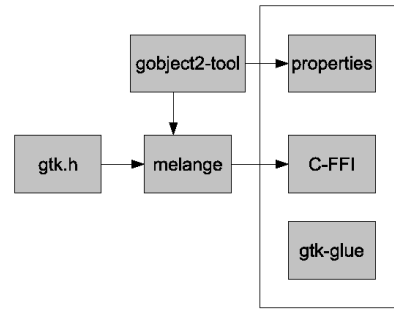 gobject2-tool
properties
gtk.h
melange
C-FFI
gtk-glue